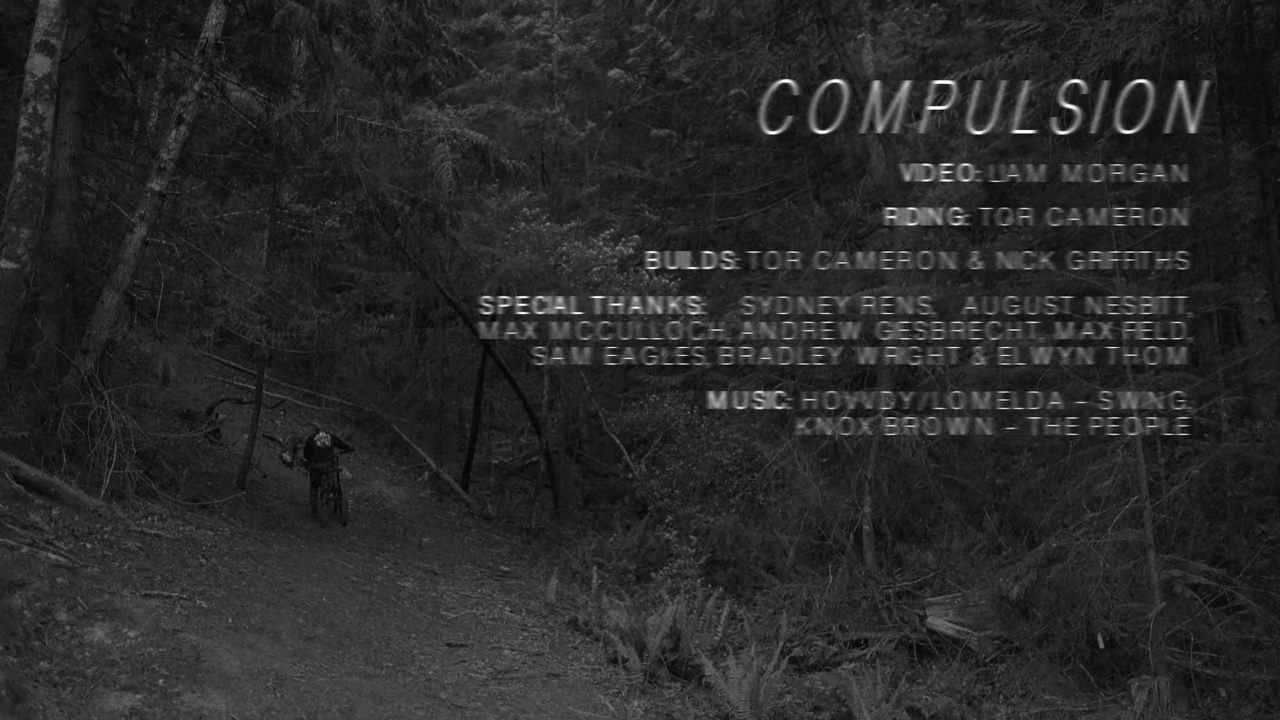 COMPULSION
VIDEO: LIAM MORGAN
RIDING: TOR CAMERON
BUILDS: TOR CAMERON & NICK GRIFFITHS
SPECIAL THANKS: SYDNEY RENS, AUGUST NESBITT,
MAX MCCULLOCH, ANDREW GESBRECHT, MAX FELD,
SAM EAGLES, BRADLEY WRIGHT & ELWYN THOM
MUSIC: HOVVDY/LOMELDA - SWING,
KNOX BROWN - THE PEOPLE